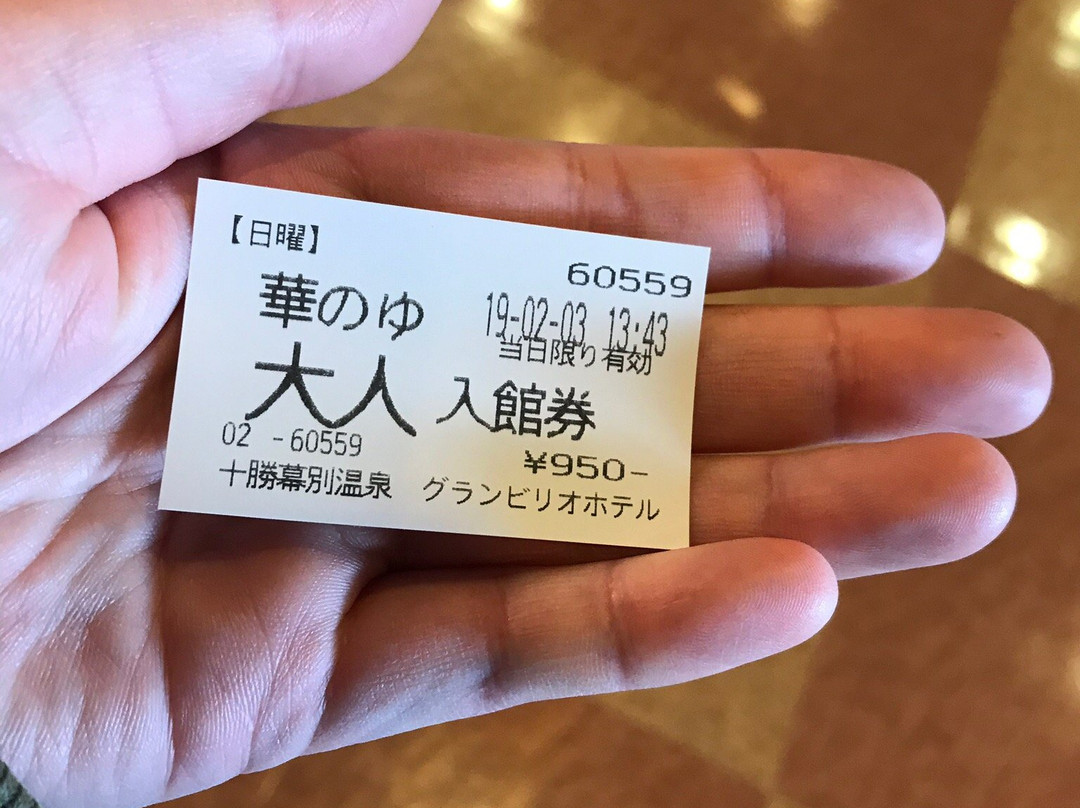 【日曜】
60559
華のゆ
19-02-03 13:43
当日限り有効
大人 入館券
02 -60559
¥950-
十勝幕別温泉 グランビリオホテル